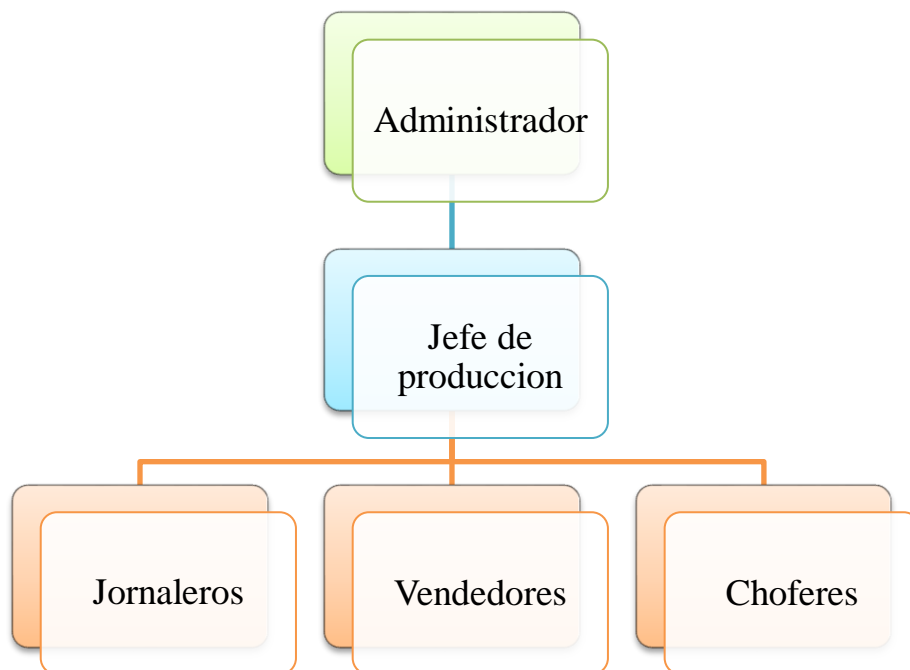 Administrador
Jefe de
produccion
Jornaleros
Vendedores
Choferes